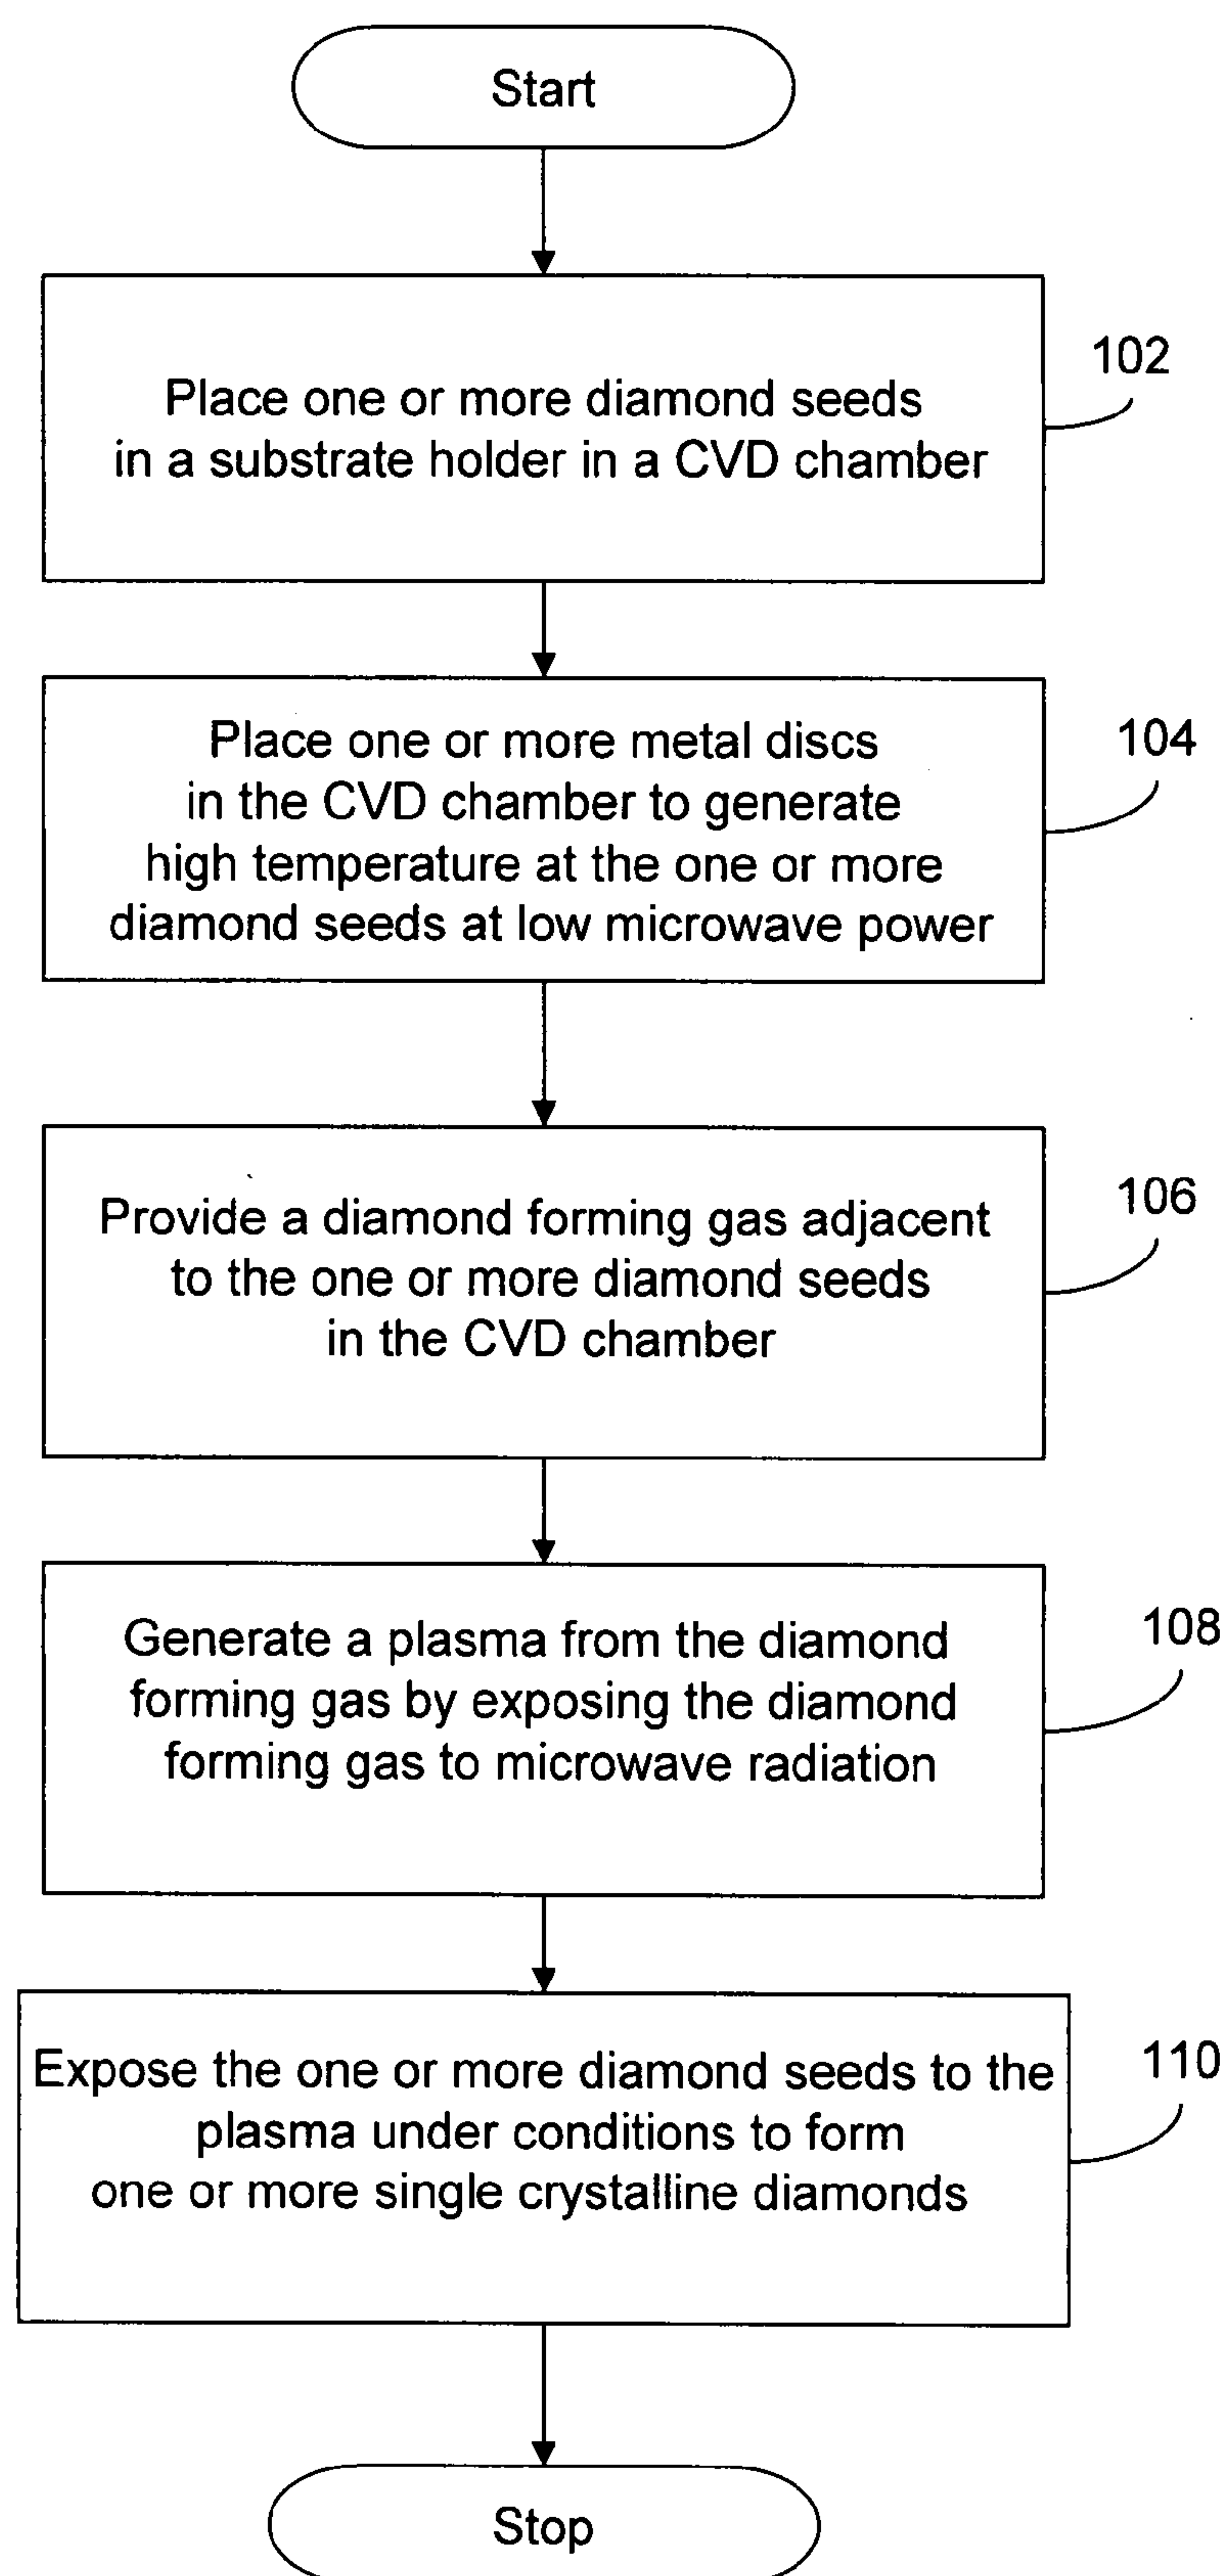 Start
Place one or more diamond seeds
in a substrate holder in a CVD chamber
102
Place one or more metal discs
in the CVD chamber to generate
high temperature at the one or more
diamond seeds at low microwave power
104
Provide a diamond forming gas adjacent
to the one or more diamond seeds
in the CVD chamber
106
Generate a plasma from the diamond
forming gas by exposing the diamond
forming gas to microwave radiation
108
Expose the one or more diamond seeds to the
plasma under conditions to form
one or more single crystalline diamonds
110
Stop